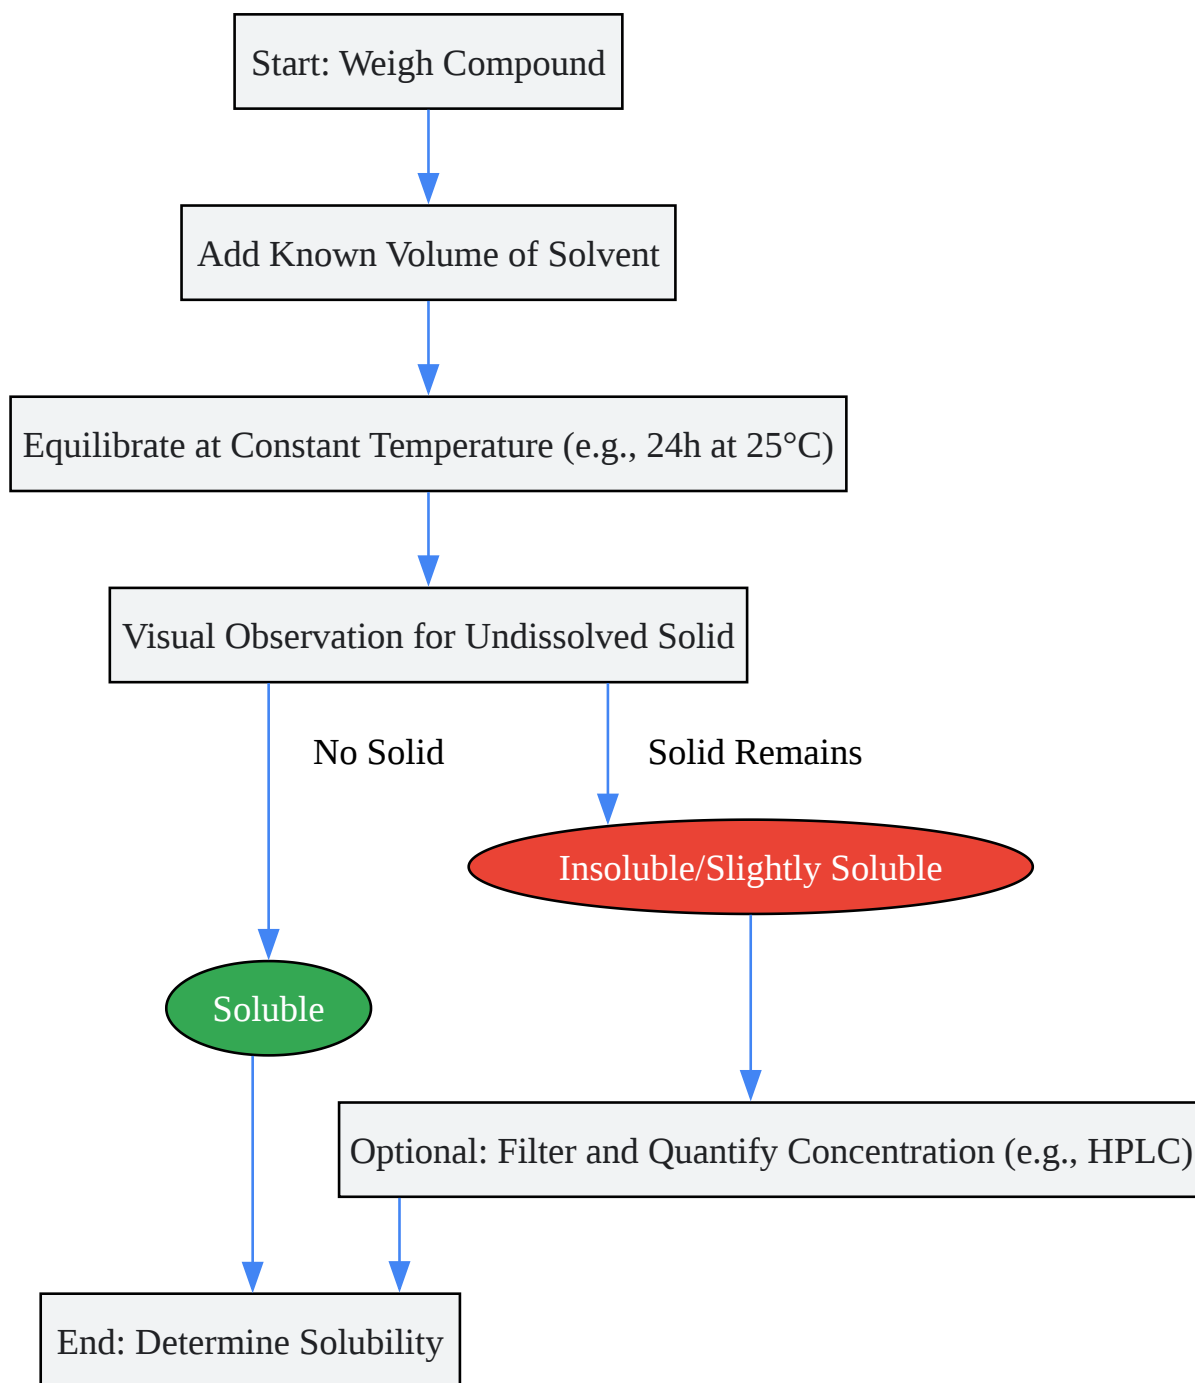 Start: Weigh Compound
Add Known Volume of Solvent
Equilibrate at Constant Temperature (e.g., 24h at 25°C)
Visual Observation for Undissolved Solid
No Solid
Solid Remains
Insoluble/Slightly Soluble
Soluble
Optional: Filter and Quantify Concentration (e.g., HPLC)
End: Determine Solubility